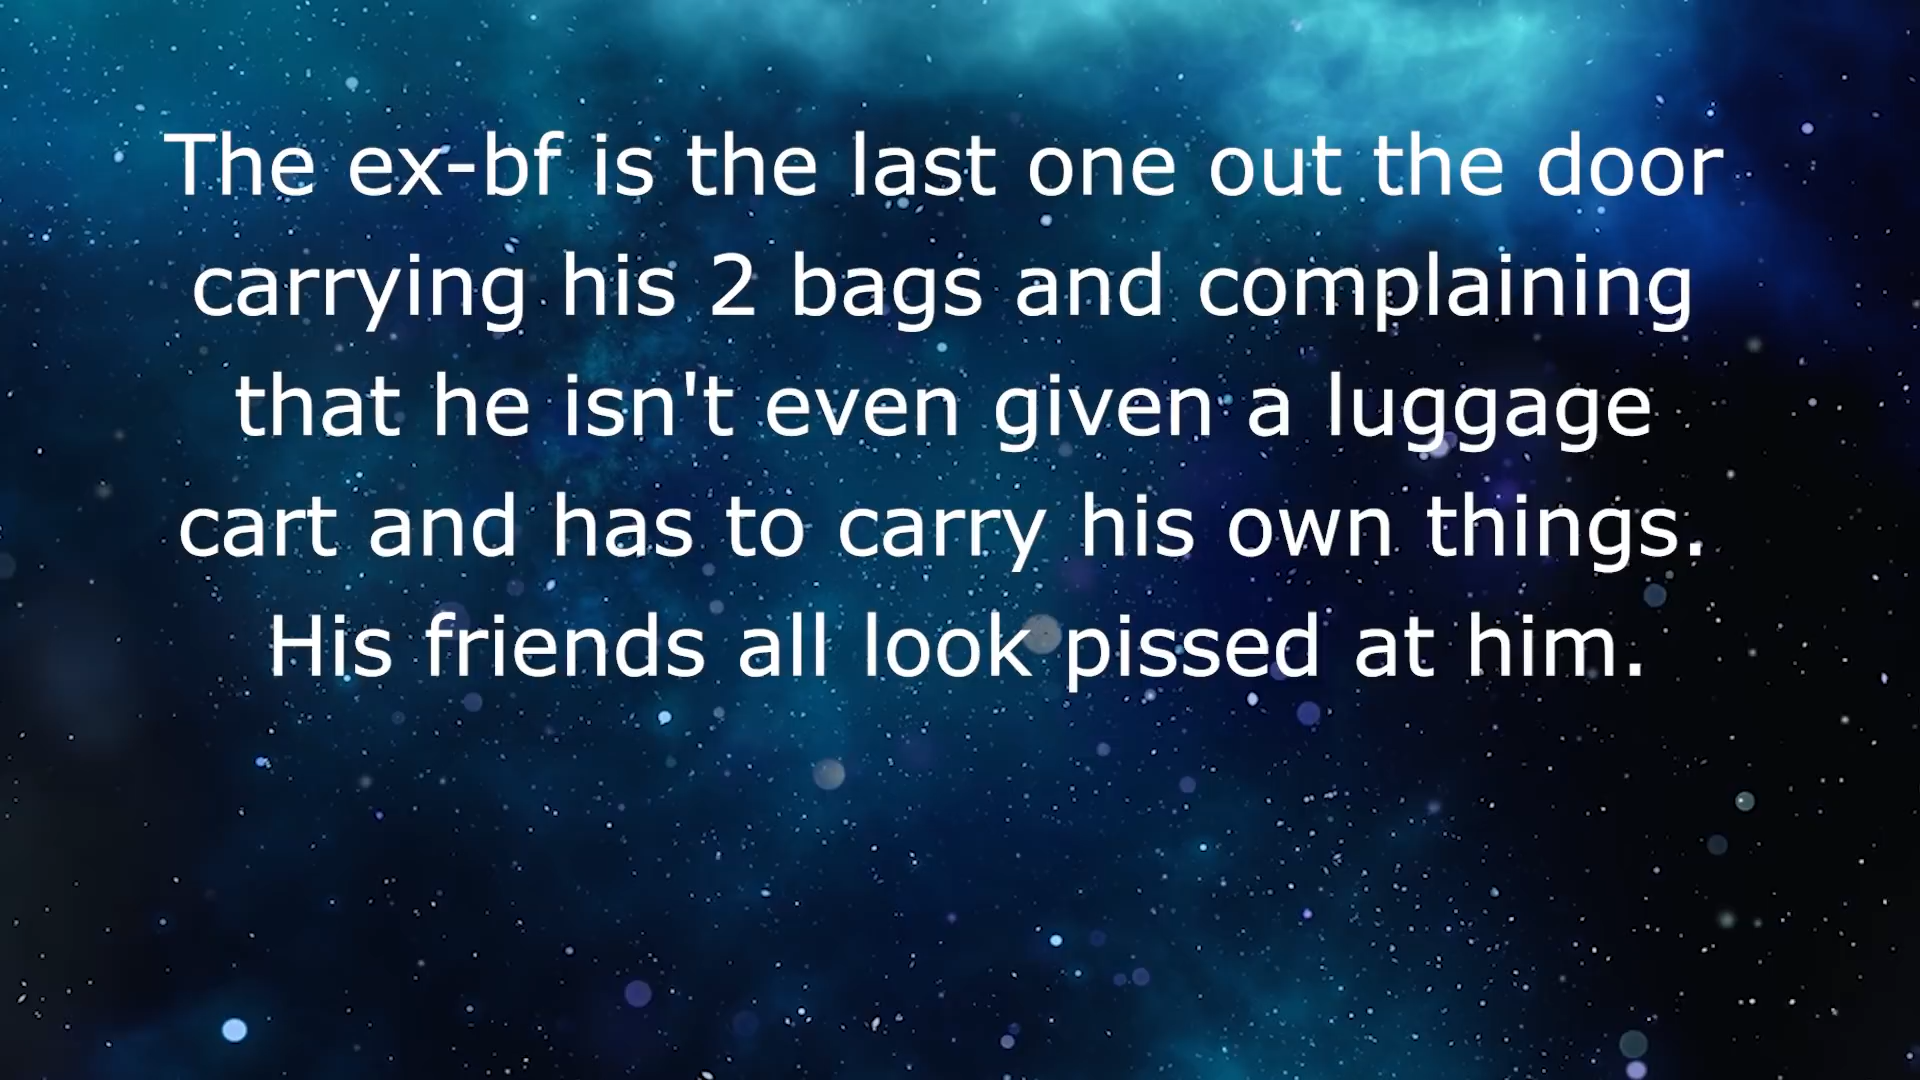 The ex-bf is the last one out the door
carrying his 2 bags and complaining
that he isn't even given a luggage
cart and has to carry his own things.
His friends all look pissed at him.